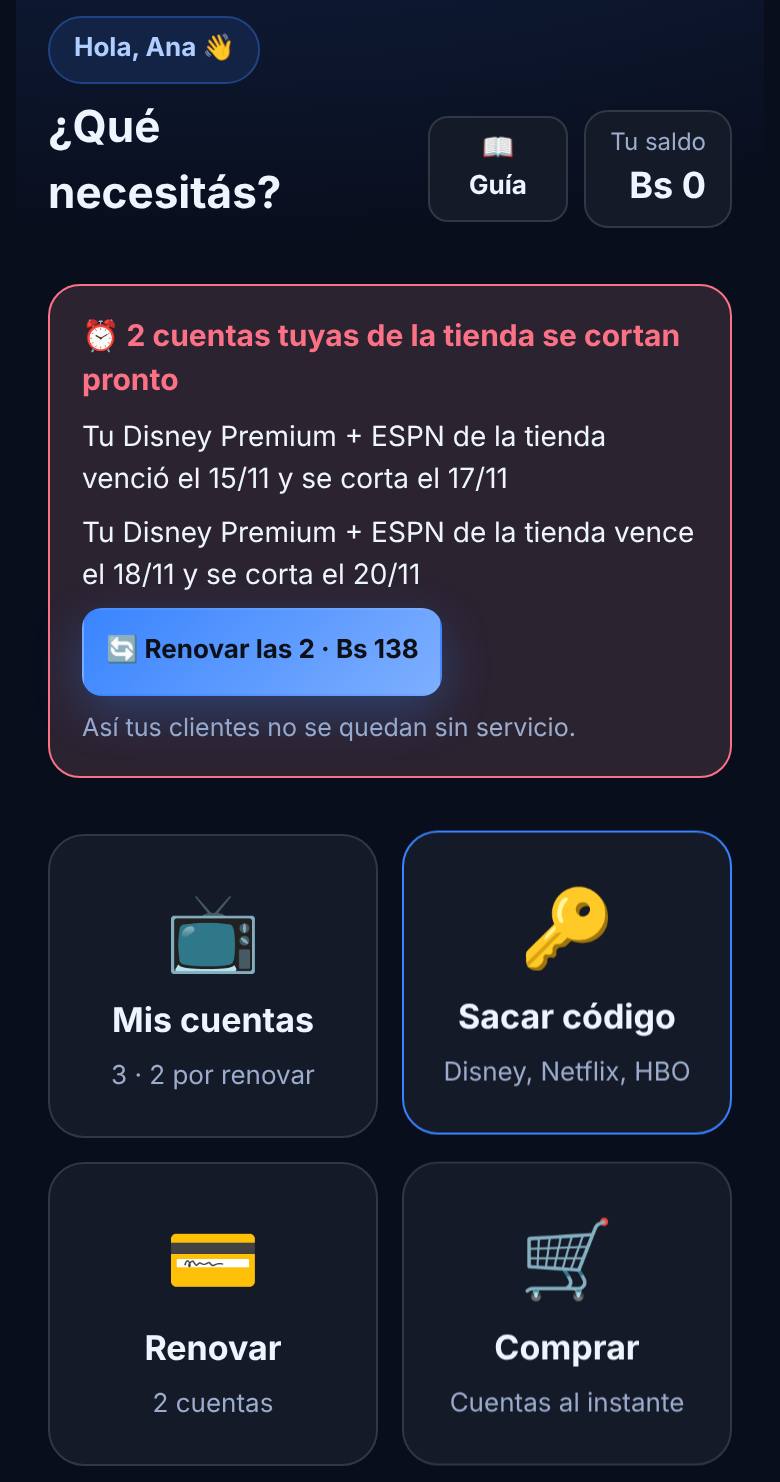 Hola, Ana 👋
¿Qué
necesitás?
📖
Guía
Tu saldo
Bs 0
⏰ 2 cuentas tuyas de la tienda se cortan
pronto
Tu Disney Premium + ESPN de la tienda
venció el 15/11 y se corta el 17/11
Tu Disney Premium + ESPN de la tienda vence
el 18/11 y se corta el 20/11
🔄 Renovar las 2 · Bs 138
Así tus clientes no se quedan sin servicio.
Mis cuentas
3 · 2 por renovar
Sacar código
Disney, Netflix, HBO
Renovar
2 cuentas
Comprar
Cuentas al instante